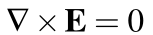 ∇ × E = 0